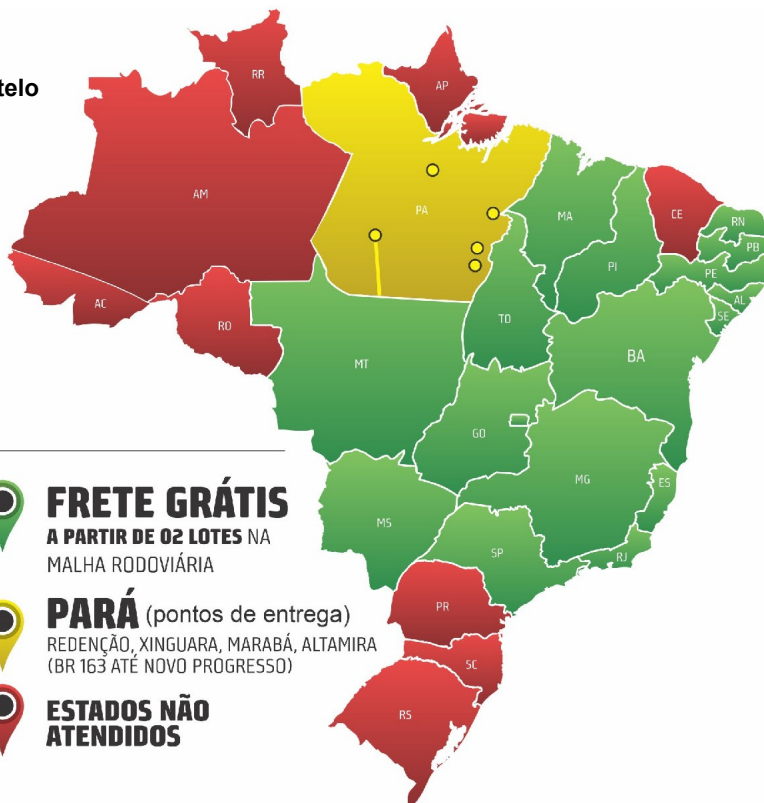 telo
RR
AP
AM
PA
MA
CE
RN
PB
PI
PE
AL
SE
AC
RO
TO
MT
BA
GO
MG
ES
MS
SP
RJ
PR
SC
RS
FRETE GRÁTIS
A PARTIR DE 02 LOTES NA
MALHA RODOVIÁRIA
PARÁ (pontos de entrega)
REDENÇÃO, XINGUARA, MARABÁ, ALTAMIRA
(BR 163 ATÉ NOVO PROGRESSO)
ESTADOS NÃO
ATENDIDOS